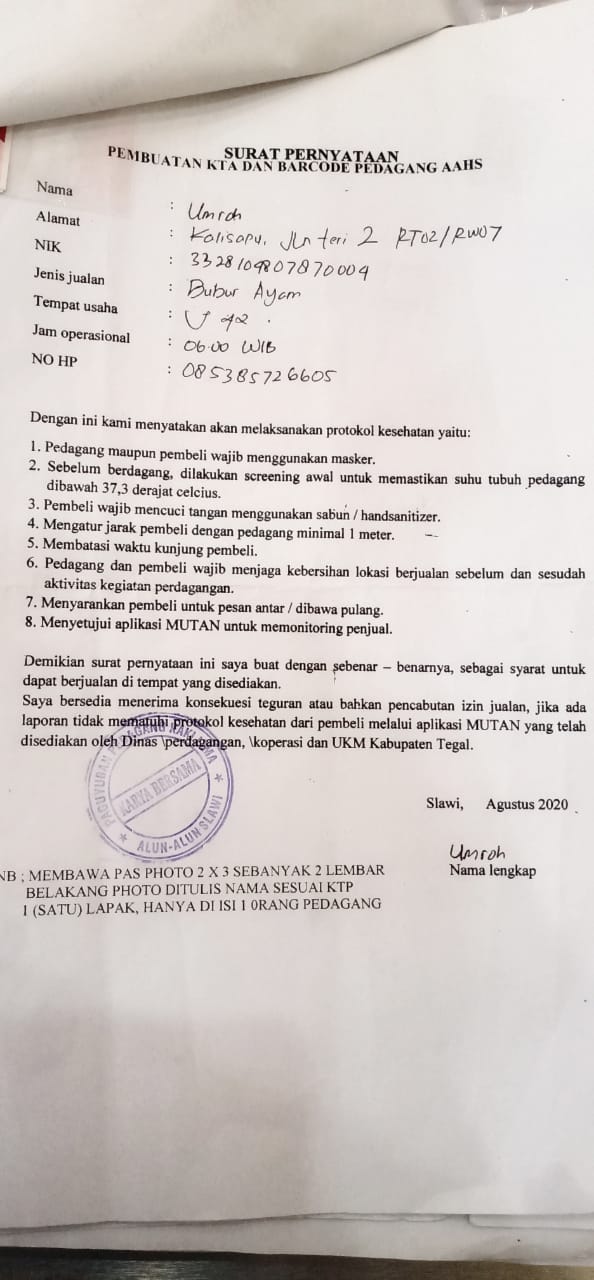 SURAT PERNYATAAN
PEMBUATAN KTA DAN BARCODE PEDAGANG AAHS
Nama : Umroh
Alamat : Kalisapu, Jln teri 2 RT02/RW07
NIK : 3328104807870004
Jenis jualan : Bubur Ayam
Tempat usaha : U 42
Jam operasional : 06.00 WIB
NO HP : 085385726605
Dengan ini kami menyatakan akan melaksanakan protokol kesehatan yaitu:
1. Pedagang maupun pembeli wajib menggunakan masker.
2. Sebelum berdagang, dilakukan screening awal untuk memastikan suhu tubuh pedagang
dibawah 37,3 derajat celcius.
3. Pembeli wajib mencuci tangan menggunakan sabun / handsanitizer.
4. Mengatur jarak pembeli dengan pedagang minimal 1 meter.
5. Membatasi waktu kunjung pembeli.
6. Pedagang dan pembeli wajib menjaga kebersihan lokasi berjualan sebelum dan sesudah
aktivitas kegiatan perdagangan.
7. Menyarankan pembeli untuk pesan antar / dibawa pulang.
8. Menyetujui aplikasi MUTAN untuk memonitoring penjual.
Demikian surat pernyataan ini saya buat dengan sebenar – benarnya, sebagai syarat untuk
dapat berjualan di tempat yang disediakan.
Saya bersedia menerima konsekuesi teguran atau bahkan pencabutan izin jualan, jika ada
laporan tidak mematuhi protokol kesehatan dari pembeli melalui aplikasi MUTAN yang telah
disediakan oleh Dinas \perdagangan, \koperasi dan UKM Kabupaten Tegal.
PAGUYUBAN PEDAGANG KAKI LIMA
KARYA BERSAMA
ALUN-ALUN SLAWI
Slawi, Agustus 2020
Umroh
Nama lengkap
NB ; MEMBAWA PAS PHOTO 2 X 3 SEBANYAK 2 LEMBAR
BELAKANG PHOTO DITULIS NAMA SESUAI KTP
1 (SATU) LAPAK, HANYA DI ISI 1 0RANG PEDAGANG